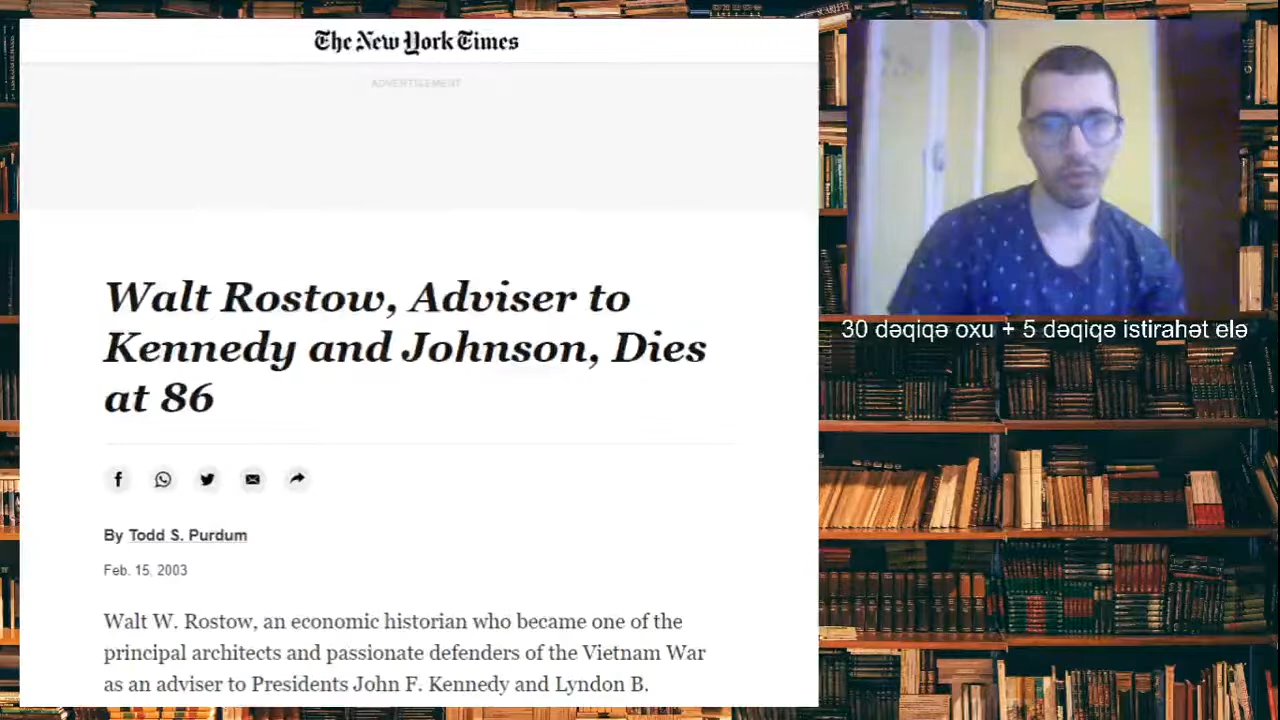 The New York Times
ADVERTISEMENT
Walt Rostow, Adviser to
Kennedy and Johnson, Dies
at 86
By Todd S. Purdum
Feb. 15, 2003
Walt W. Rostow, an economic historian who became one of the
principal architects and passionate defenders of the Vietnam War
as an adviser to Presidents John F. Kennedy and Lyndon B.
30 dəqiqə oxu + 5 dəqiqə istirahət elə